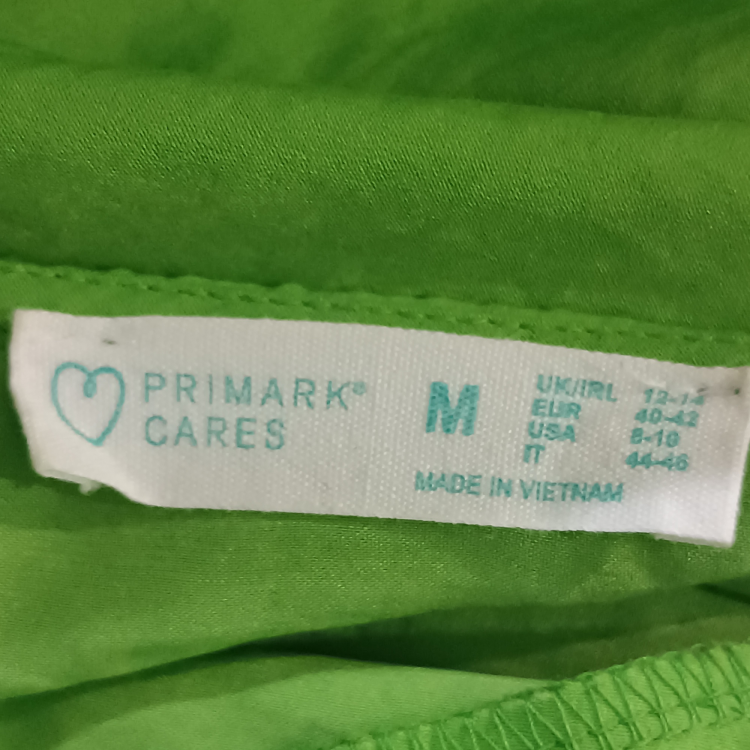 PRIMARK®
CARES
M
UK/IRL 12-14
EUR 40-42
USA 8-10
IT 44-46
MADE IN VIETNAM